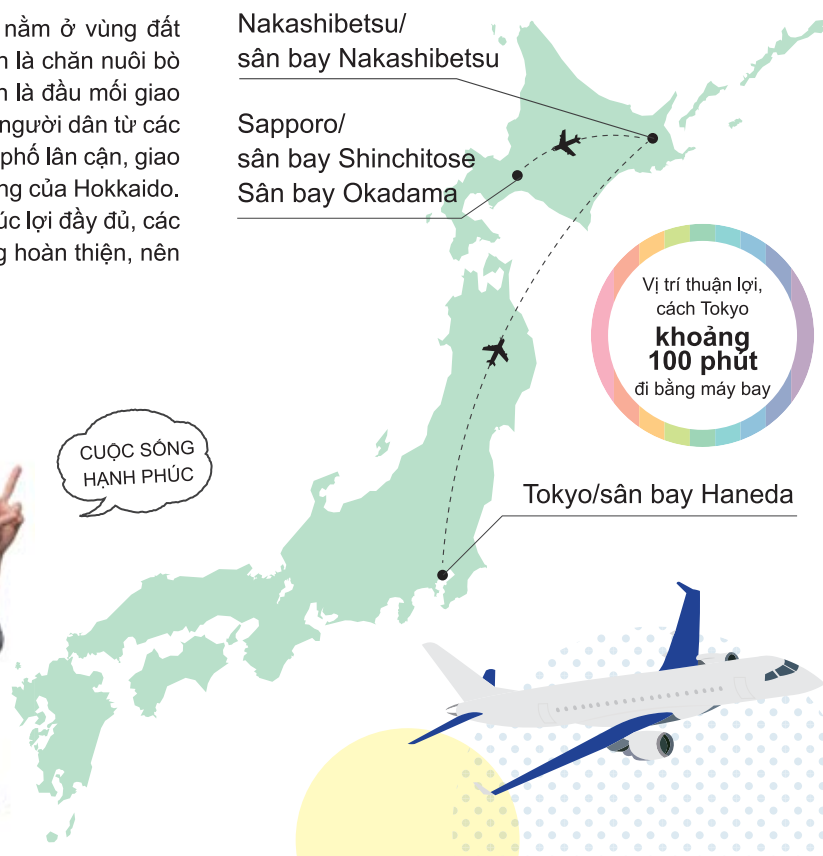 nằm ở vùng đất
là chăn nuôi bò
là đầu mối giao
người dân từ các
phố lân cận, giao
của Hokkaido.
lợi đầy đủ, các
hoàn thiện, nên
Nakashibetsu/
sân bay Nakashibetsu
Sapporo/
sân bay Shinchitose
Sân bay Okadama
Vị trí thuận lợi,
cách Tokyo
khoảng
100 phút
đi bằng máy bay
CUỘC SỐNG
HẠNH PHÚC
Tokyo/sân bay Haneda